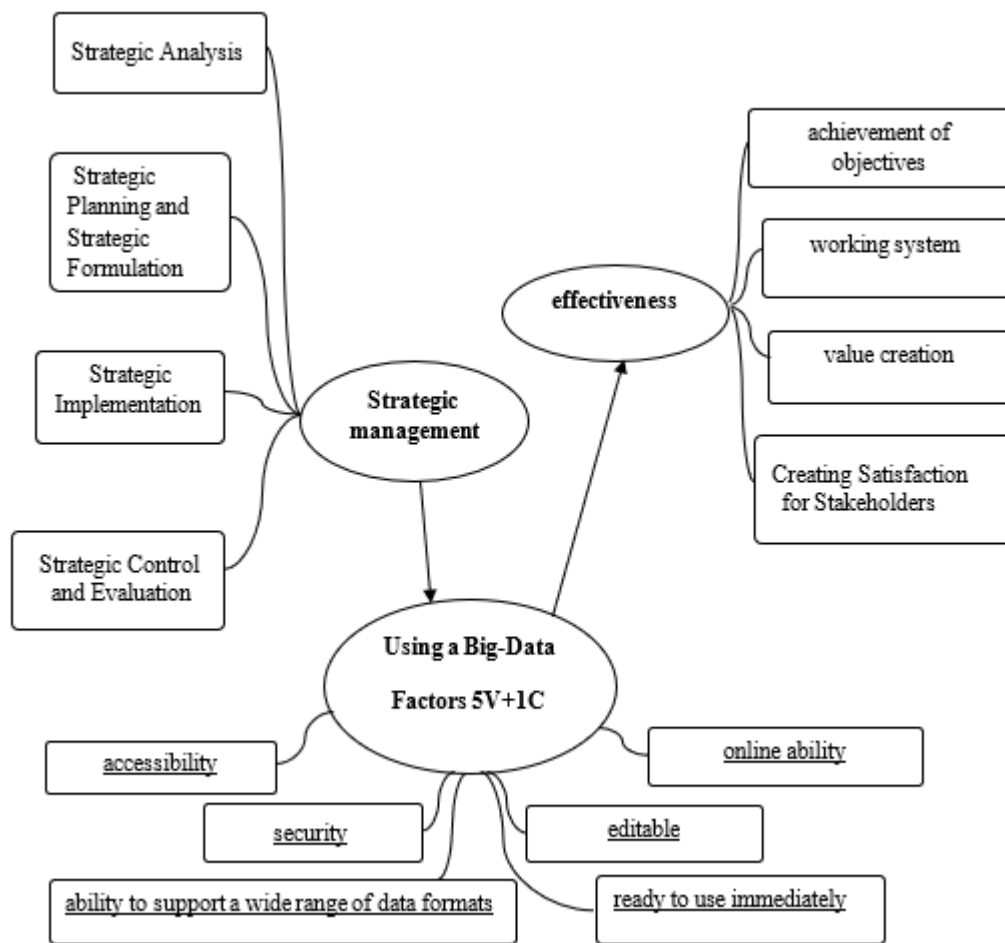 Strategic Analysis
Strategic
Planning and
Strategic
Formulation
Strategic
Implementation
Strategic Control
and Evaluation
Strategic
management
effectiveness
achievement of
objectives
working system
value creation
Creating Satisfaction
for Stakeholders
Using a Big-Data
Factors 5V+1C
accessibility
online ability
security
editable
ability to support a wide range of data formats
ready to use immediately